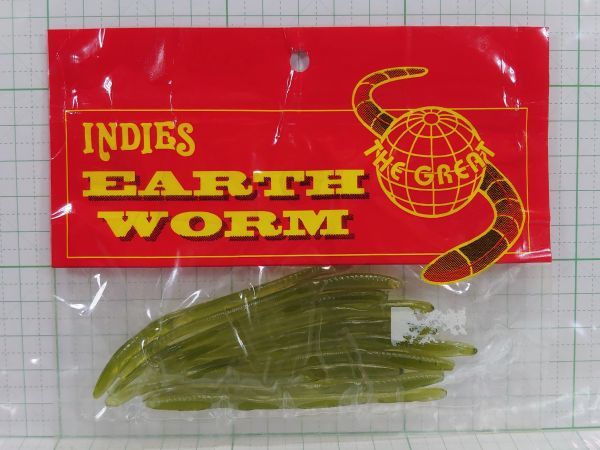 INDIES
EARTH
WORM
THE GREAT